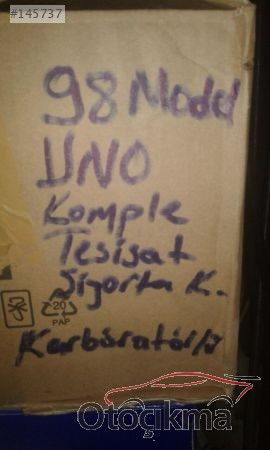 #145737
98 Model
UNO
Komple
Tesisat
Sigorta K.
20
PAP
Karbüratörlü
Otoçıkma